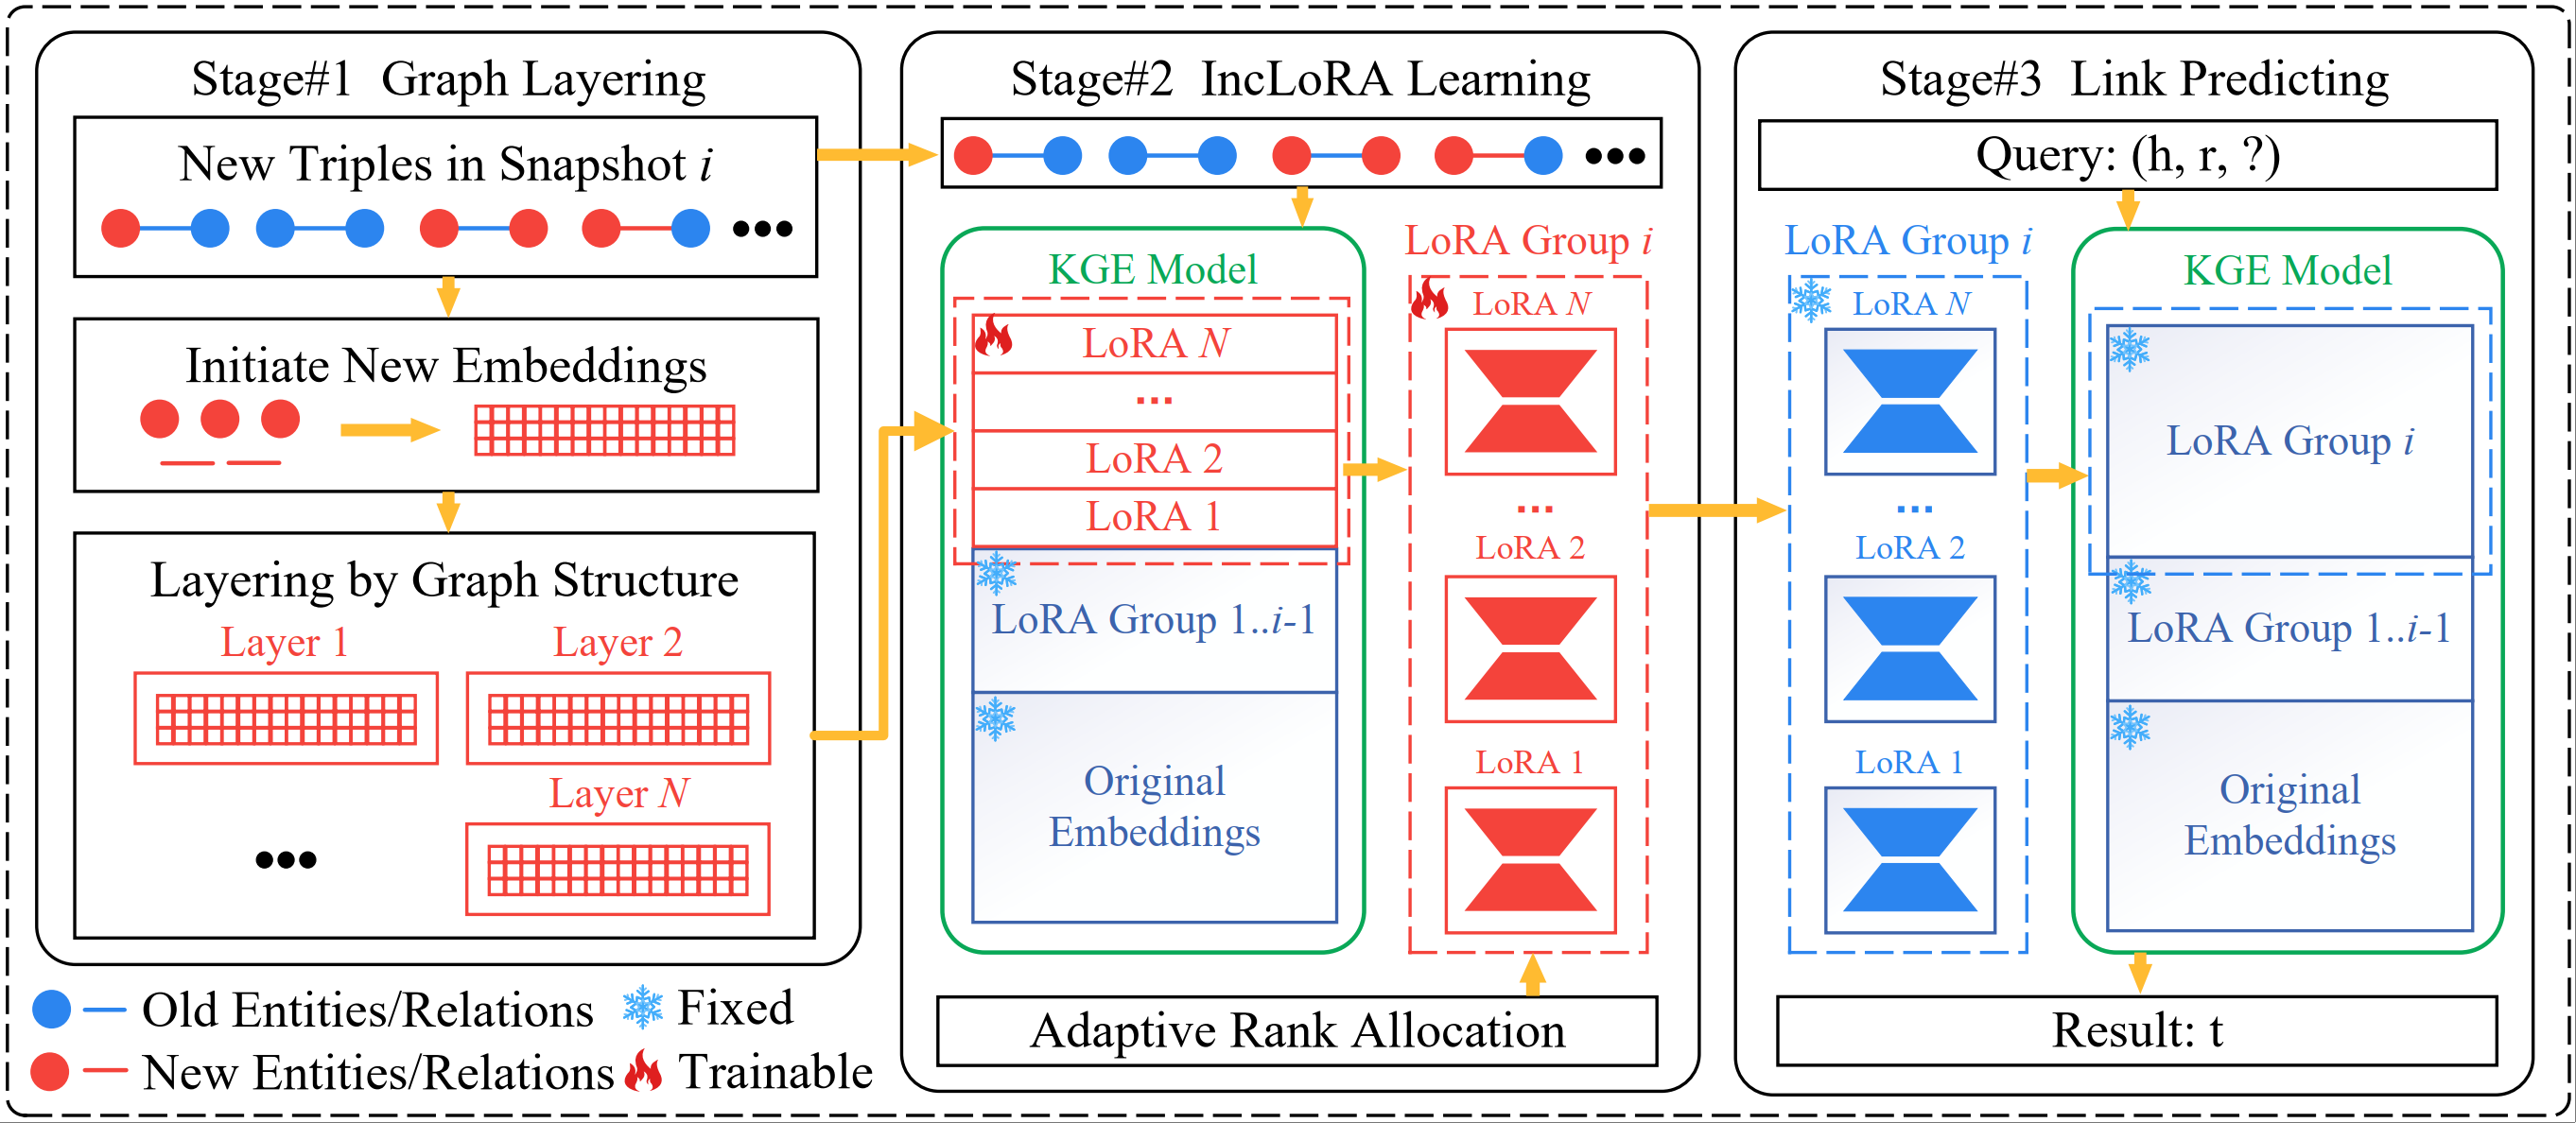 Stage#1 Graph Layering
New Triples in Snapshot i
Initiate New Embeddings
Layering by Graph Structure
Layer 1
Layer 2
Layer N
Old Entities/Relations
Fixed
New Entities/Relations
Trainable
Stage#2 IncLoRA Learning
KGE Model
LoRA N
...
LoRA 2
LoRA 1
LoRA Group 1..i-1
Original
Embeddings
LoRA Group i
LoRA N
...
LoRA 2
LoRA 1
Adaptive Rank Allocation
Stage#3 Link Predicting
Query: (h, r, ?)
LoRA Group i
LoRA N
...
LoRA 2
LoRA 1
KGE Model
LoRA Group i
LoRA Group 1..i-1
Original
Embeddings
Result: t